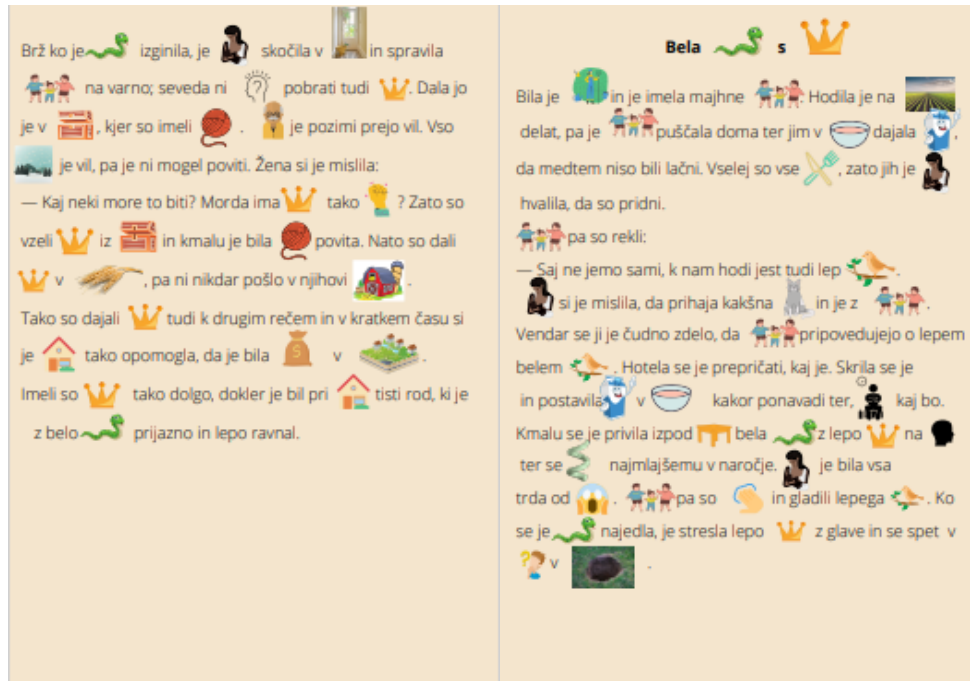 Brž ko je izginila, je skočila v in spravila
na varno; seveda ni pobrati tudi . Dala jo
je v , kjer so imeli . je pozimi prejo vil. Vso
je vil, pa je ni mogel poviti. Žena si je mislila:
— Kaj neki more to biti? Morda ima tako ? Zato so
vzeli iz in kmalu je bila povita. Nato so dali
v , pa ni nikdar pošlo v njihovi .
Tako so dajali tudi k drugim rečem in v kratkem času si
je tako opomogla, da je bila v .
Imeli so tako dolgo, dokler je bil pri tisti rod, ki je
z belo prijazno in lepo ravnal.
Bela s
Bila je in je imela majhne . Hodila je na
delat, pa je puščala doma ter jim v dajala ,
da medtem niso bili lačni. Vselej so vse , zato jih je
hvalila, da so pridni.
pa so rekli:
— Saj ne jemo sami, k nam hodi jest tudi lep .
si je mislila, da prihaja kakšna in je z .
Vendar se ji je čudno zdelo, da pripovedujejo o lepem
belem . Hotela se je prepričati, kaj je. Skrila se je
in postavila v kakor ponavadi ter, kaj bo.
Kmalu se je privila izpod bela z lepo na
ter se najmlajšemu v naročje. je bila vsa
trda od . pa so in gladili lepega . Ko
se je najedla, je stresla lepo z glave in se spet v
v .